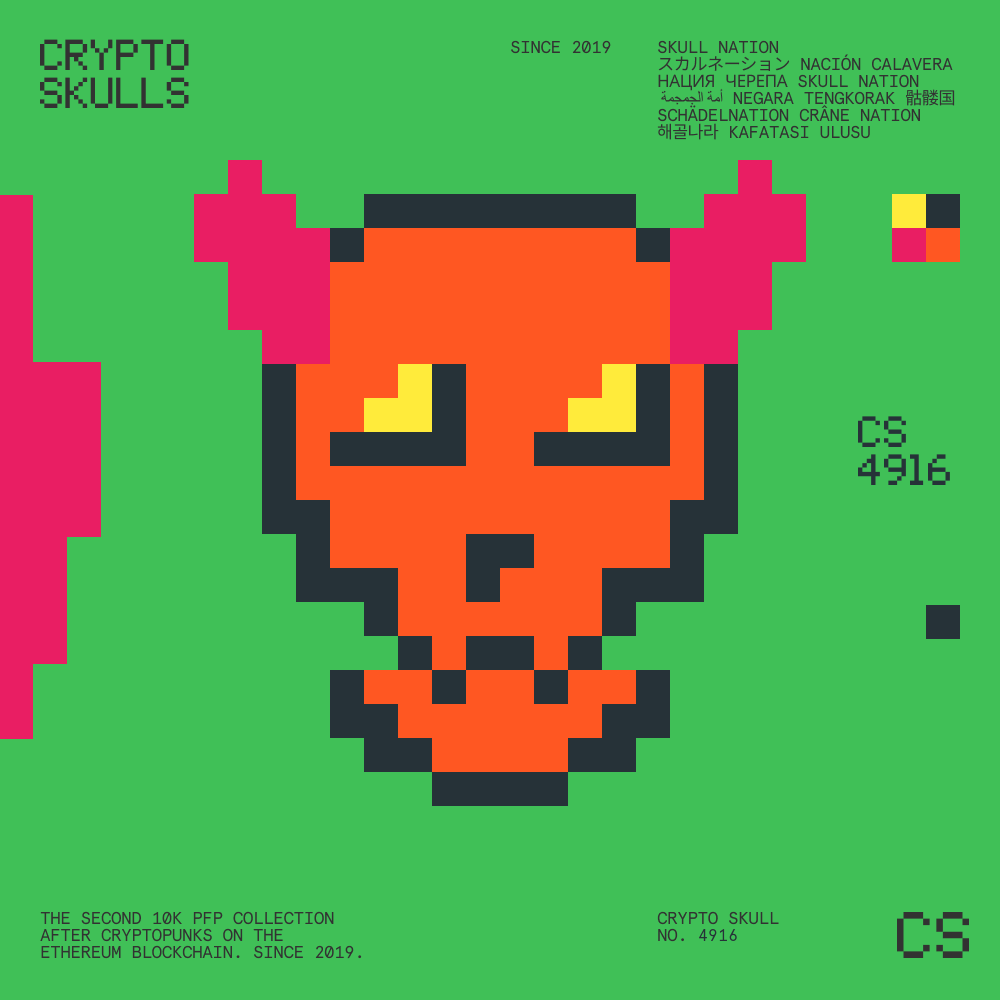 CRYPTO
SKULLS
SINCE 2019
SKULL NATION
スカルネーション NACIÓN CALAVERA
НАЦИЯ ЧЕРЕПА SKULL NATION
أمة الجمجمة NEGARA TENGKORAK 骷髅国
SCHÄDELNATION CRÂNE NATION
해골나라 KAFATASI ULUSU
CS
4916
THE SECOND 10K PFP COLLECTION
AFTER CRYPTOPUNKS ON THE
ETHEREUM BLOCKCHAIN. SINCE 2019.
CRYPTO SKULL
NO. 4916
CS